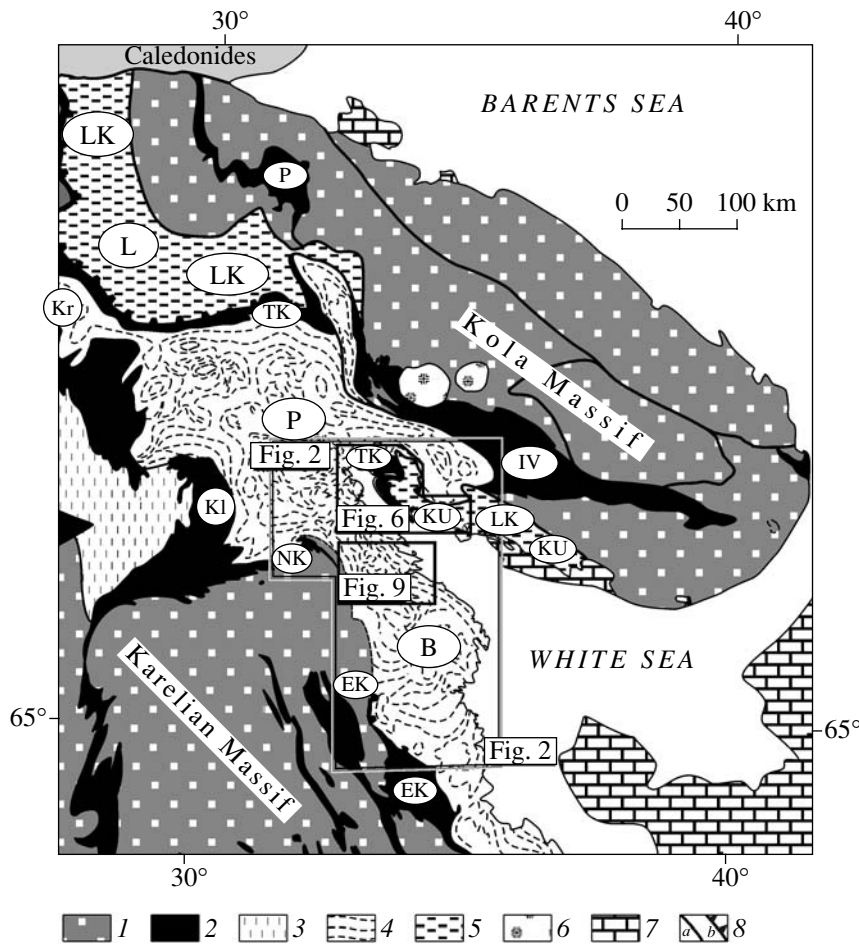 30° 40°
Caledonides
BARENTS SEA
LK
P
0 50 100 km
L
LK
Kr
TK
Kola Massif
P
Fig. 2
TK
IV
KI
Fig. 6
KU
LK
KU
NK
Fig. 9
B
WHITE SEA
Karelian Massif
EK
65° 65°
Fig. 2
EK
30° 40°
1 2 3 4 5 6 7 a b 8